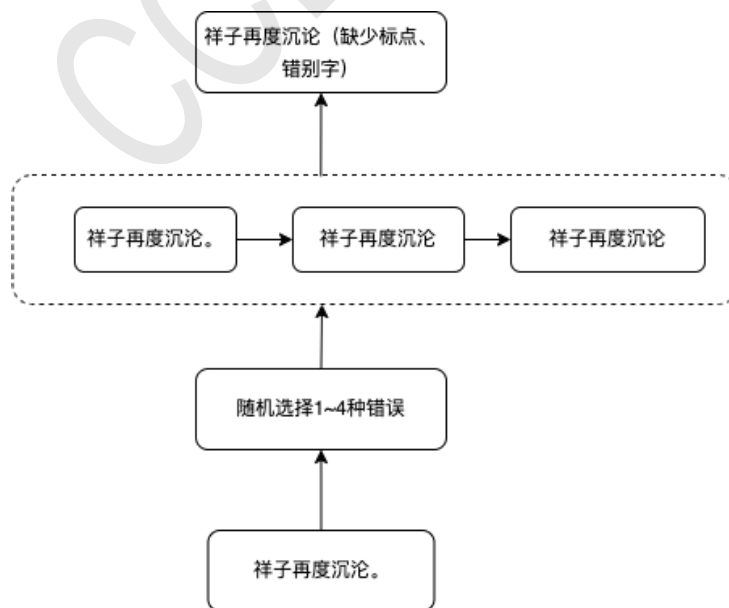 祥子再度沉论（缺少标点、
错别字）
祥子再度沉沦。
祥子再度沉沦
祥子再度沉论
随机选择1~4种错误
祥子再度沉沦。